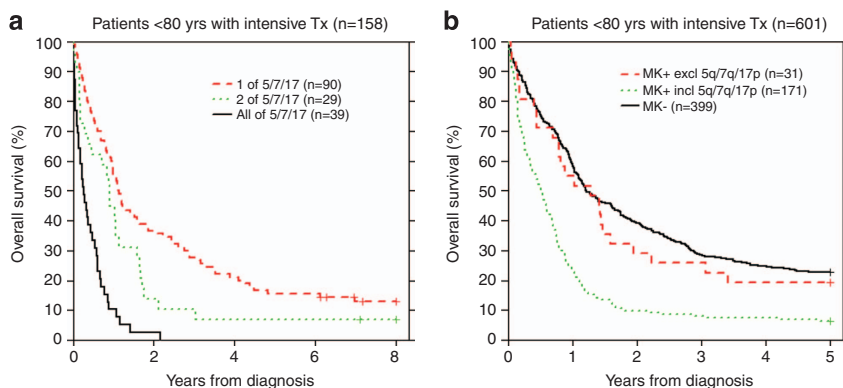 a
Patients <80 yrs with intensive Tx (n=158)
100
90
80
70
60
50
40
30
20
10
0
Overall survival (%)
1 of 5/7/17 (n=90)
2 of 5/7/17 (n=29)
All of 5/7/17 (n=39)
0 2 4 6 8
Years from diagnosis
b
Patients <80 yrs with intensive Tx (n=601)
100
90
80
70
60
50
40
30
20
10
0
Overall survival (%)
MK+ excl 5q/7q/17p (n=31)
MK+ incl 5q/7q/17p (n=171)
MK- (n=399)
0 1 2 3 4 5
Years from diagnosis